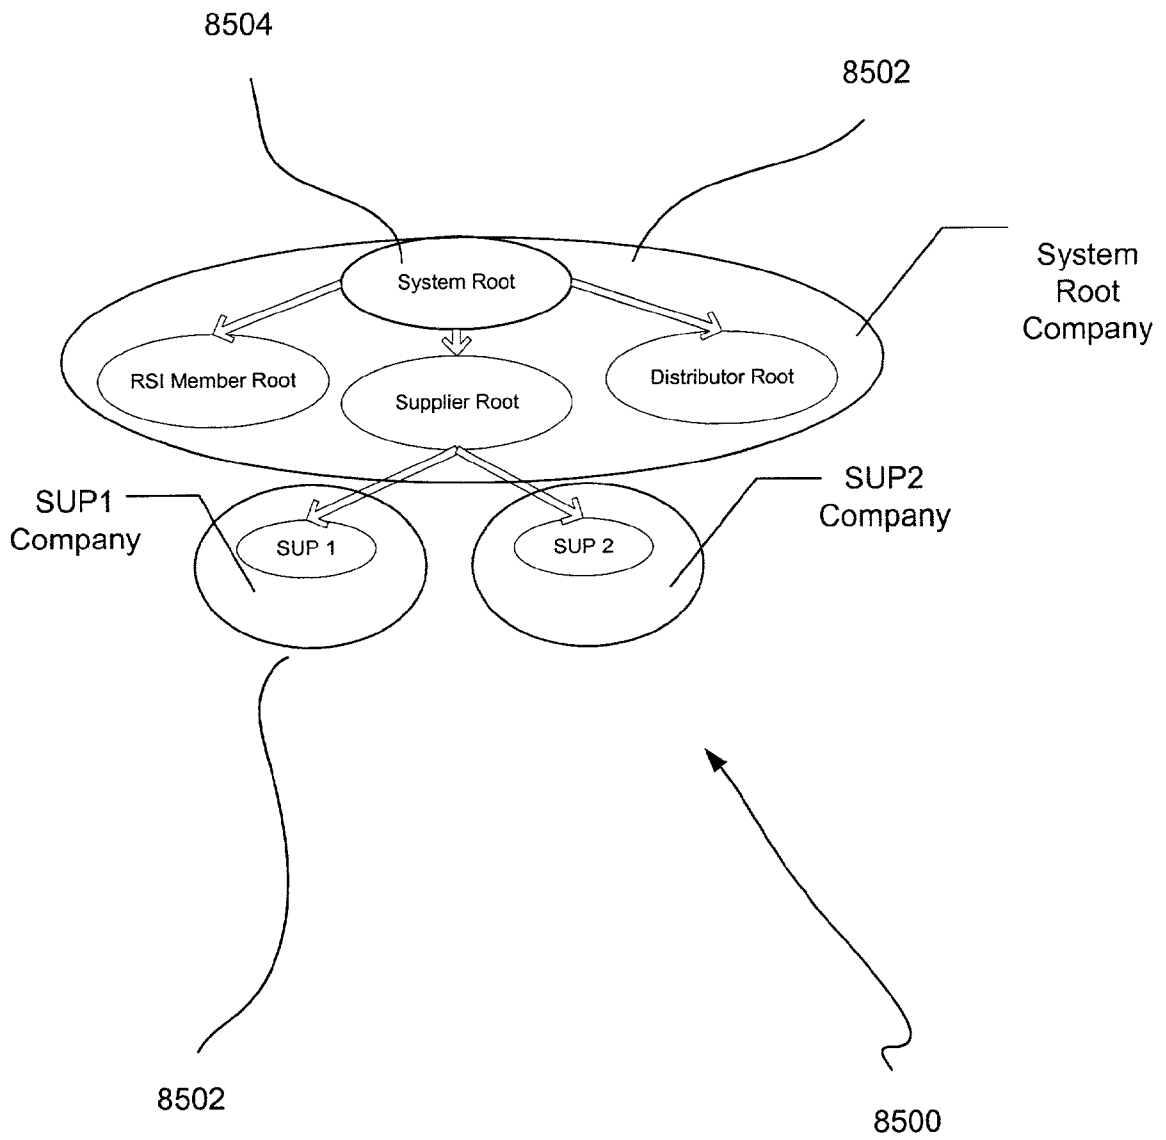 8504
8502
System
Root
Company
System Root
RSI Member Root
Supplier Root
Distributor Root
SUP1
Company
SUP2
Company
SUP 1
SUP 2
8502
8500